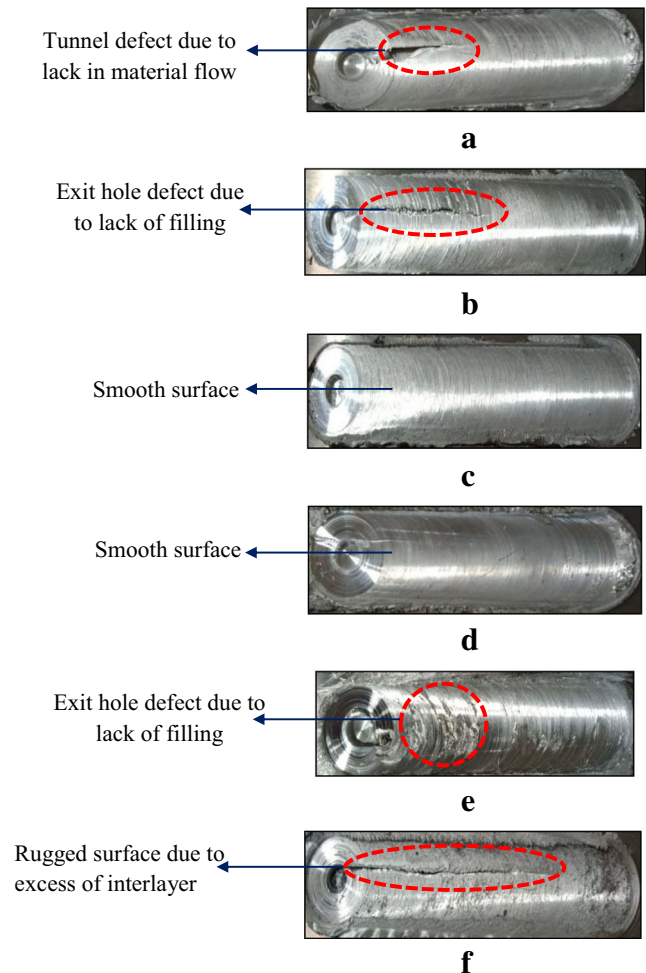 Tunnel defect due to
lack in material flow
a
Exit hole defect due
to lack of filling
b
Smooth surface
c
Smooth surface
d
Exit hole defect due to
lack of filling
e
Rugged surface due to
excess of interlayer
f